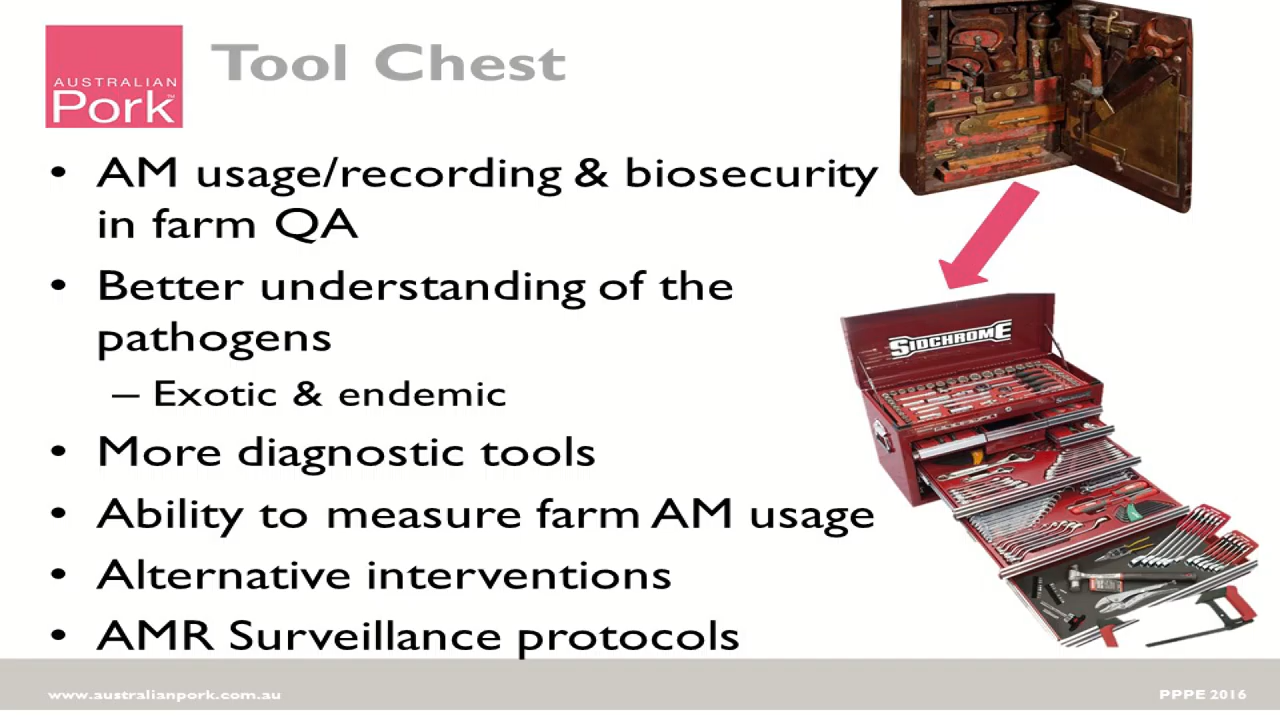 AUSTRALIAN
Pork™
Tool Chest
• AM usage/recording & biosecurity
in farm QA
• Better understanding of the
pathogens
– Exotic & endemic
• More diagnostic tools
• Ability to measure farm AM usage
• Alternative interventions
• AMR Surveillance protocols
SIDCHROME
www.australianpork.com.au
PPPE 2016